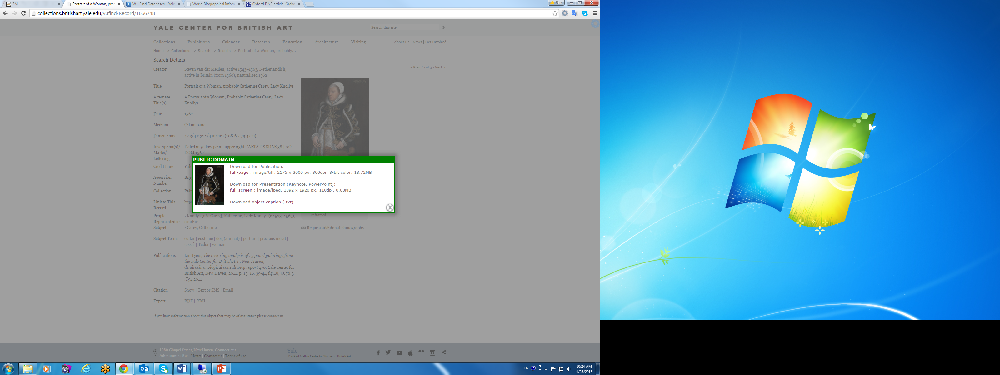 3M
Portrait of a Woman, prob
W - Find Databases - Yale
World Biographical Inform
Oxford DNB article: Graha
You
collections.britishart.yale.edu/vufind/Record/1666748
YALE CENTER FOR BRITISH ART
Search this site
Collections Exhibitions Calendar Research Education Architecture Visiting
About Us | News | Get Involved
Home ~> Collections ~> Search ~> Results ~> Portrait of a Woman, probably...
Search Details
« Prev #2 of 30 Next »
Creator Steven van der Meulen, active 1543–1563, Netherlandish,
active in Britain (from 1560), naturalized 1562
Title Portrait of a Woman, probably Catherine Carey, Lady Knollys
Alternate A Portrait of a Woman, Probably Catherine Carey, Lady
Title(s) Knollys
Date 1562
Medium Oil on panel
Dimensions 42 3/4 x 31 1/4 inches (108.6 x 79.4 cm)
Inscription(s)/ Dated in yellow paint, upper right: "AETATIS SUAE 38 | AO
Marks/ DOM 1562"
Lettering
Credit Line Yale
Accession B197
Number
Collection Pain
Link to This http:
Record
People • Knollys [née Carey], Katherine, Lady Knollys (c.1523–1569),
Represented or courtier
Subject • Carey, Catherine
Subject Terms collar | costume | dog (animal) | portrait | precious metal |
tassel | Tudor | woman
Publications Ian Tyers, The tree-ring analysis of 23 panel paintings from
the Yale Center for British Art , New Haven,
dendrochronological consultancy report 470, Yale Center for
British Art, New Haven, 2011, p. 13. 16. 39-41, fig.18, CC78.3
.T94 2011
Citation Show | Text or SMS | Email
Export RDF | XML
If you have information about this object that may be of assistance please contact us.
PUBLIC DOMAIN
Download for Publication:
full-page : image/tiff, 2175 x 3000 px, 300dpi, 8-bit color, 18.72MB
Download for Presentation (Keynote, PowerPoint):
full-screen : image/jpeg, 1392 x 1920 px, 110dpi, 0.83MB
Download object caption (.txt)
unframed
Request additional photography
1080 Chapel Street, New Haven, Connecticut
Admission is free | Hours | Contact us | Terms of use
Yale
The Paul Mellon Centre for Studies in British Art
EN
10:24 AM
4/28/2015